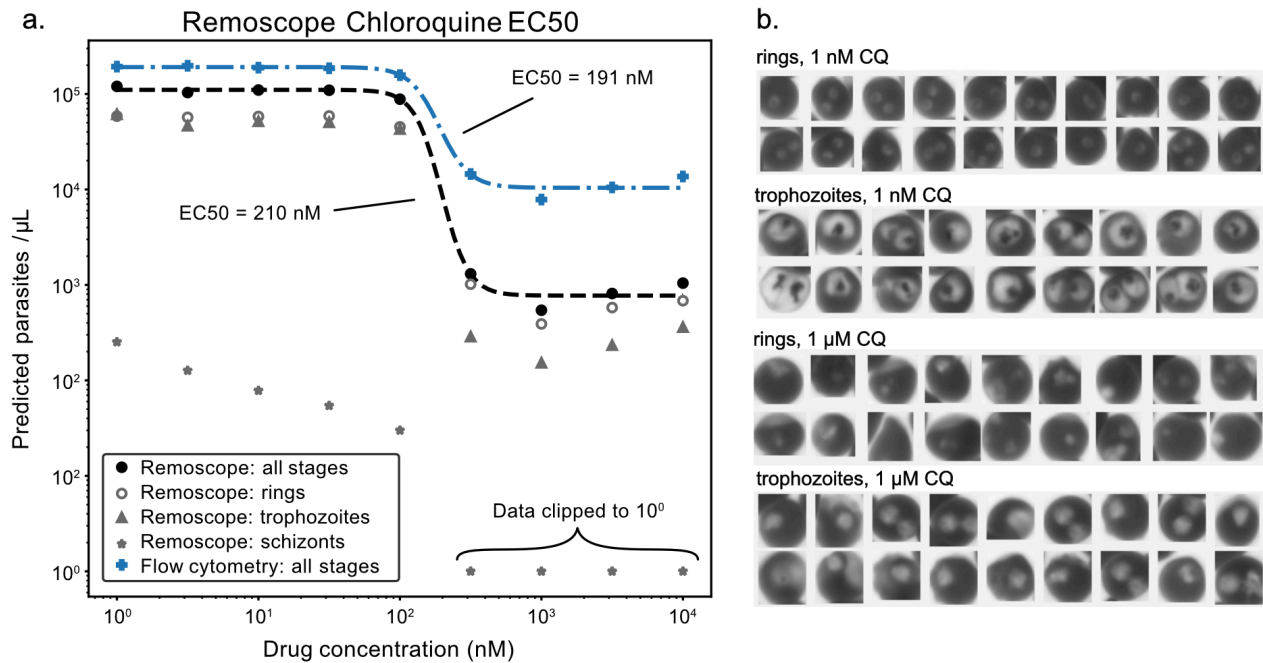 a.
Remoscope Chloroquine EC50
Predicted parasites /µL
10⁵
10⁴
10³
10²
10²
10⁰
EC50 = 191 nM
EC50 = 210 nM
Remoscope: all stages
Remoscope: rings
Remoscope: trophozoites
Remoscope: schizonts
Flow cytometry: all stages
Data clipped to 10⁰
10⁰ 10¹ 10² 10³ 10⁴
Drug concentration (nM)
b.
rings, 1 nM CQ
trophozoites, 1 nM CQ
rings, 1 µM CQ
trophozoites, 1 µM CQ